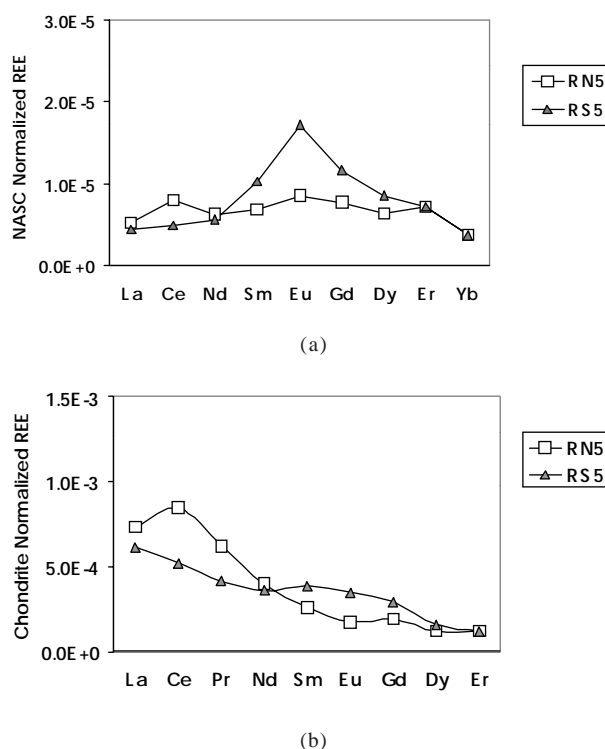 3.0E-5
2.0E-5
1.0E-5
0.0E+0
NASC Normalized REE
La Ce Nd Sm Eu Gd Dy Er Yb
RN5
RS5
(a)
1.5E-3
1.0E-3
5.0E-4
0.0E+0
Chondrite Normalized REE
La Ce Pr Nd Sm Eu Gd Dy Er
RN5
RS5
(b)